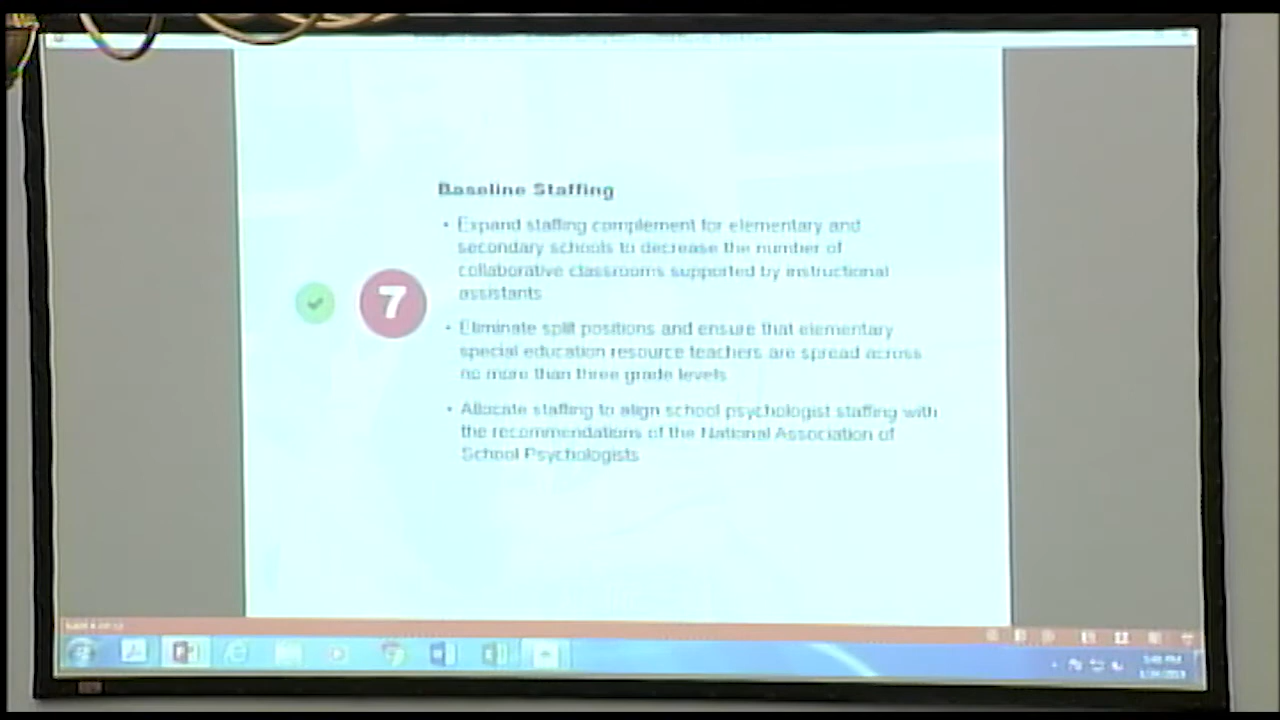 Baseline Staffing
• Expand staffing complement for elementary and
secondary schools to decrease the number of
collaborative classrooms supported by instructional
assistants
7
• Eliminate split positions and ensure that elementary
special education resource teachers are spread across
no more than three grade levels
• Allocate staffing to align school psychologist staffing with
the recommendations of the National Association of
School Psychologists